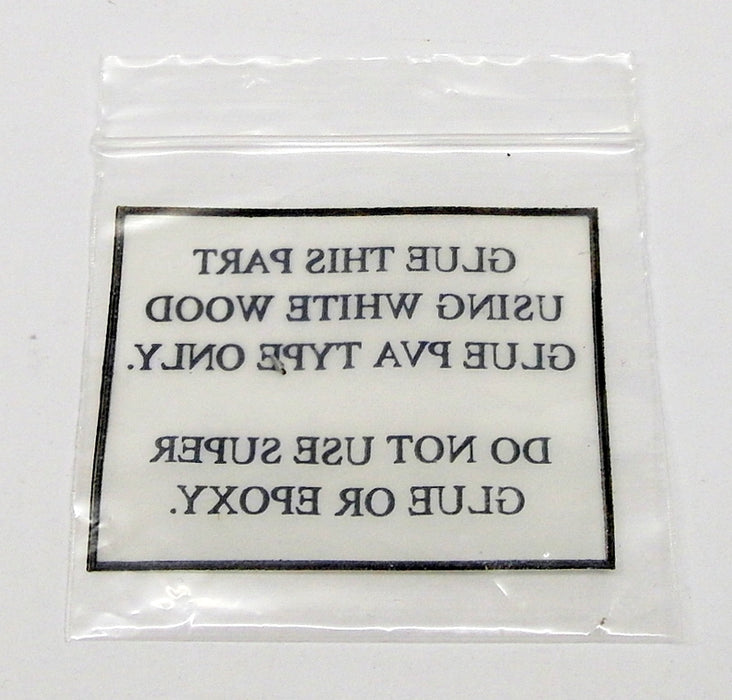 GLUE THIS PART
USING WHITE WOOD
GLUE PVA TYPE ONLY.
DO NOT USE SUPER
GLUE OR EPOXY.